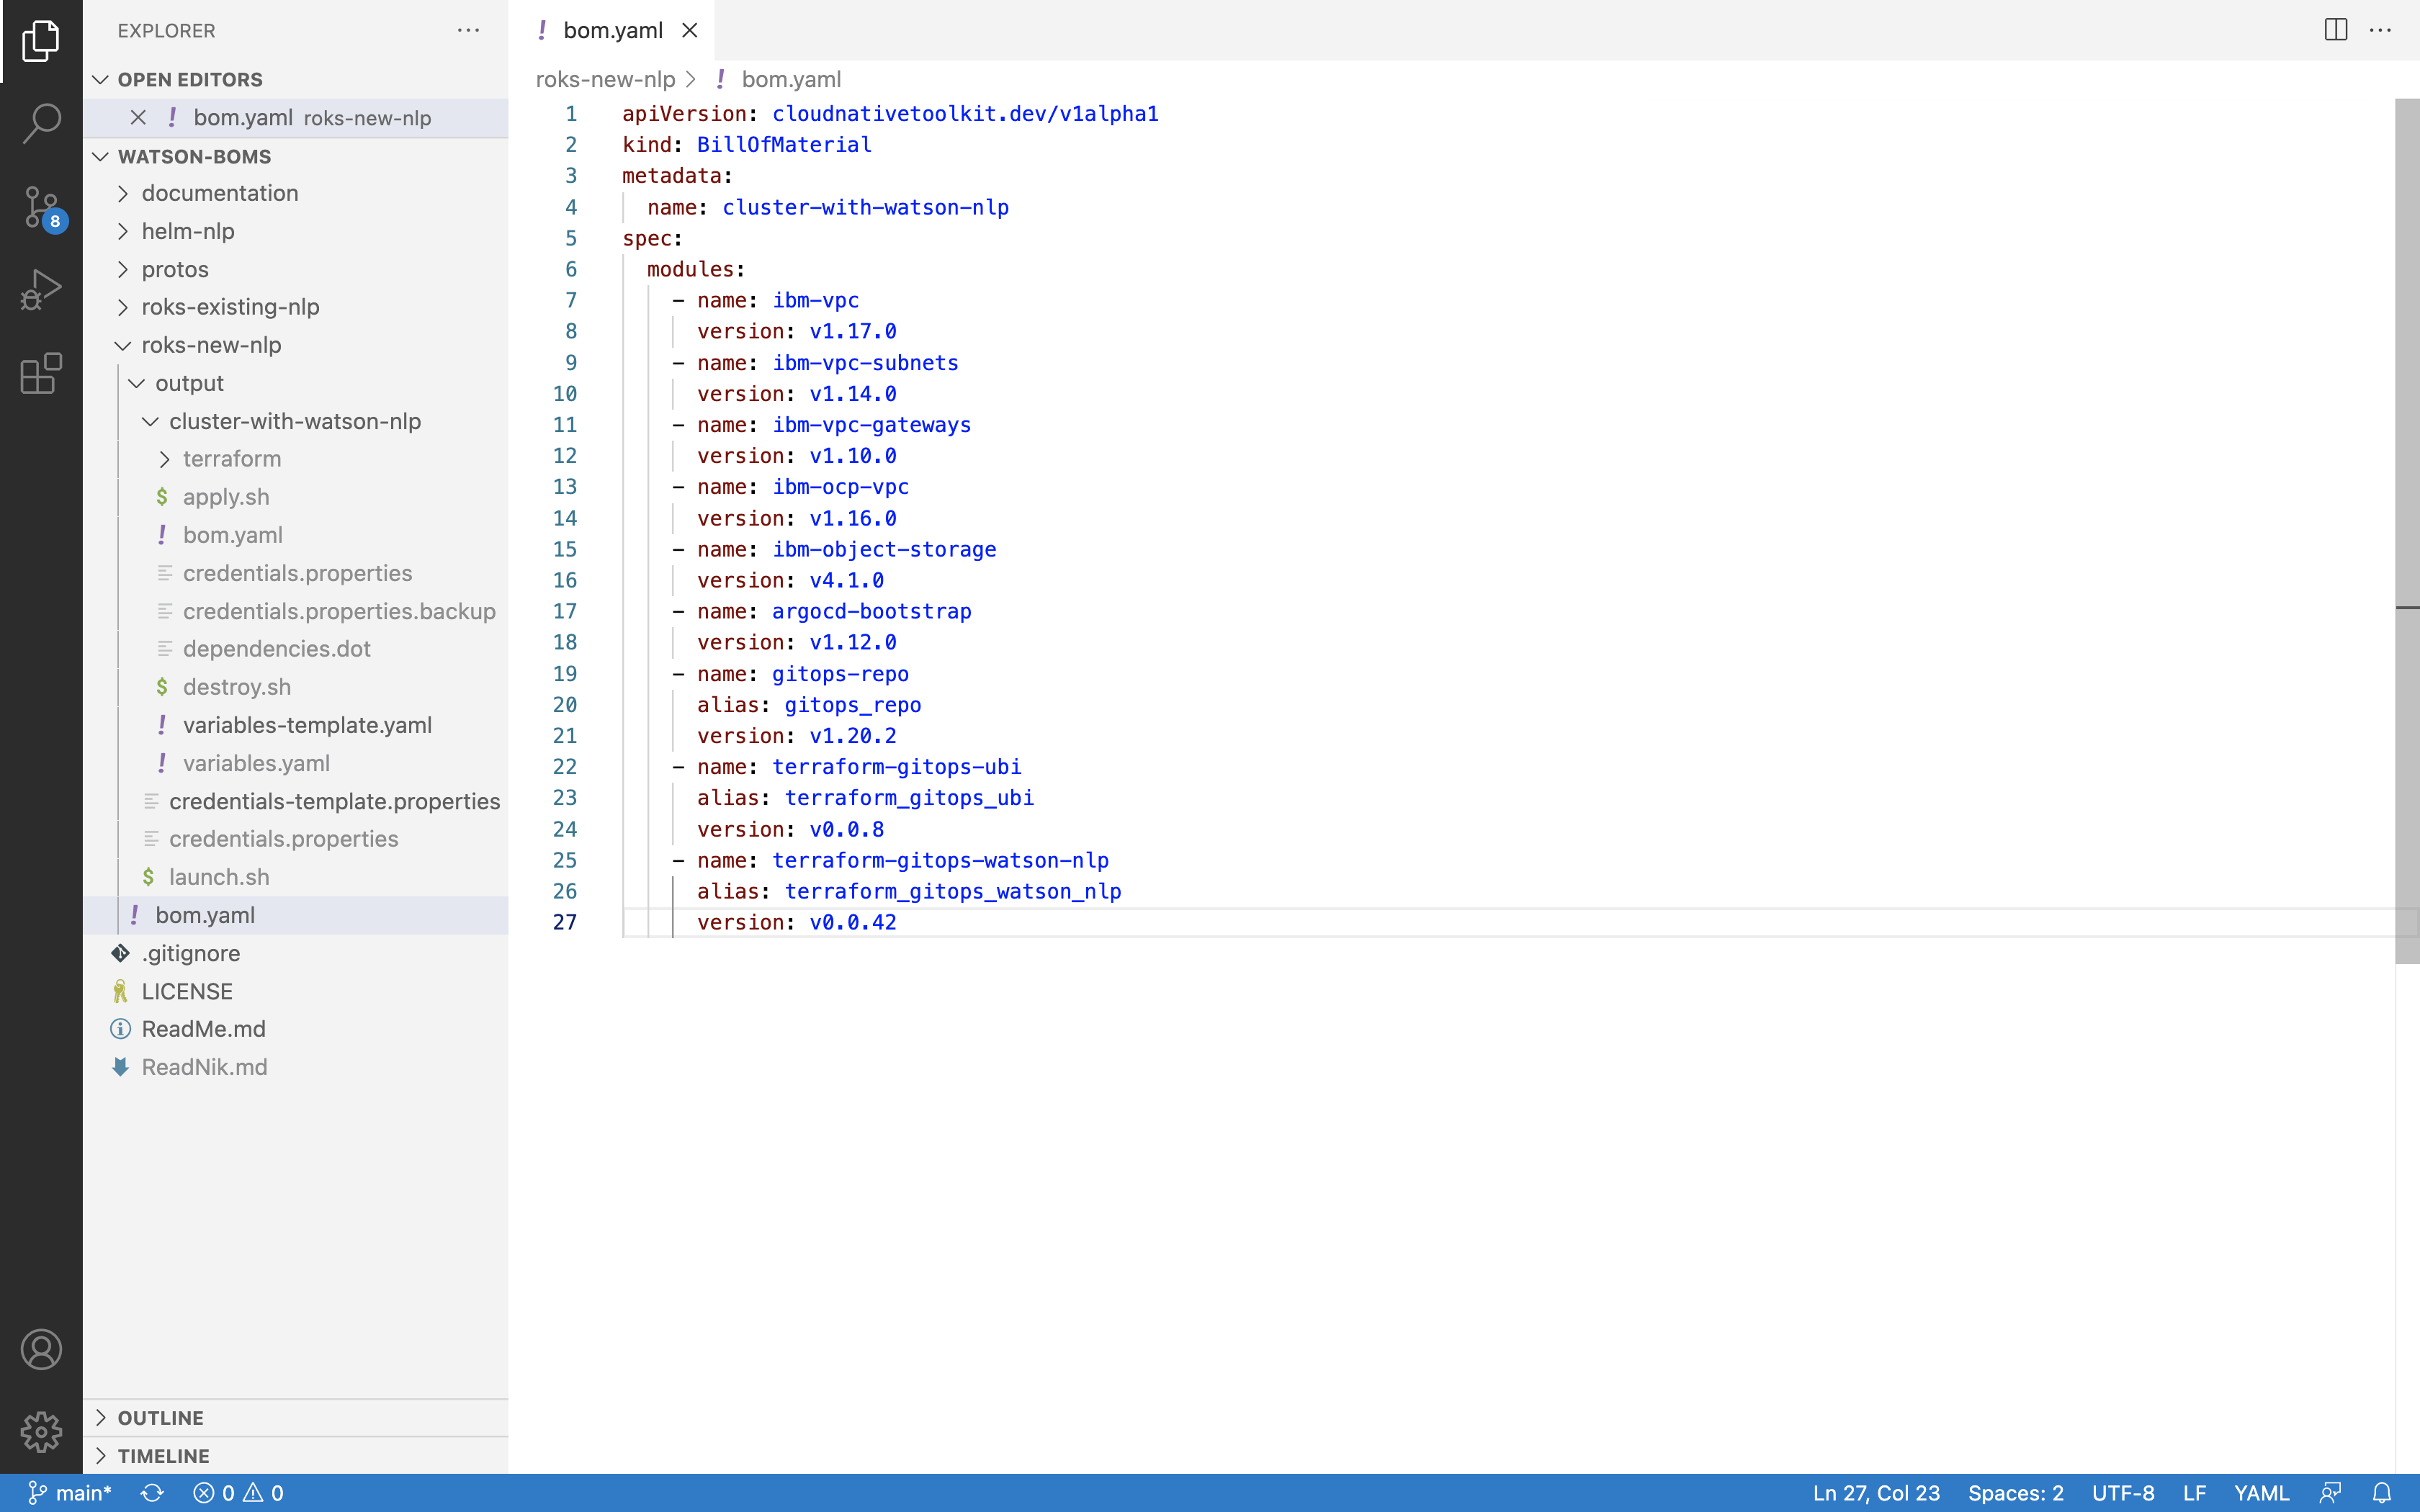 EXPLORER
OPEN EDITORS
bom.yaml roks-new-nlp
WATSON-BOMS
documentation
helm-nlp
protos
roks-existing-nlp
roks-new-nlp
output
cluster-with-watson-nlp
terraform
$ apply.sh
! bom.yaml
credentials.properties
credentials.properties.backup
dependencies.dot
$ destroy.sh
! variables-template.yaml
! variables.yaml
credentials-template.properties
credentials.properties
$ launch.sh
! bom.yaml
.gitignore
LICENSE
ReadMe.md
ReadNik.md
OUTLINE
TIMELINE
8
! bom.yaml
roks-new-nlp > ! bom.yaml
1 apiVersion: cloudnativetoolkit.dev/v1alpha1
2 kind: BillOfMaterial
3 metadata:
4 name: cluster-with-watson-nlp
5 spec:
6 modules:
7 - name: ibm-vpc
8 version: v1.17.0
9 - name: ibm-vpc-subnets
10 version: v1.14.0
11 - name: ibm-vpc-gateways
12 version: v1.10.0
13 - name: ibm-ocp-vpc
14 version: v1.16.0
15 - name: ibm-object-storage
16 version: v4.1.0
17 - name: argocd-bootstrap
18 version: v1.12.0
19 - name: gitops-repo
20 alias: gitops_repo
21 version: v1.20.2
22 - name: terraform-gitops-ubi
23 alias: terraform_gitops_ubi
24 version: v0.0.8
25 - name: terraform-gitops-watson-nlp
26 alias: terraform_gitops_watson_nlp
27 version: v0.0.42
main* 0 0 Ln 27, Col 23 Spaces: 2 UTF-8 LF YAML